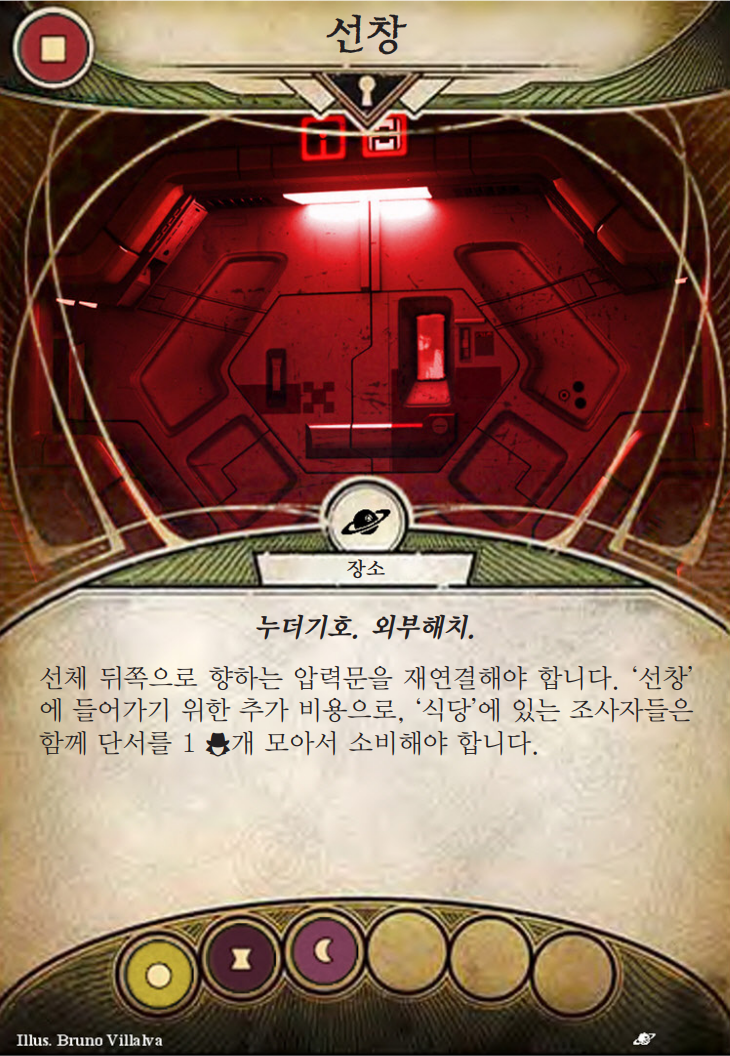 선창
장소
누더기호. 외부해치.
선체 뒤쪽으로 향하는 압력문을 재연결해야 합니다. ‘선창’
에 들어가기 위한 추가 비용으로, ‘식당’에 있는 조사자들은
함께 단서를 1 개 모아서 소비해야 합니다.
Illus. Bruno Villalva